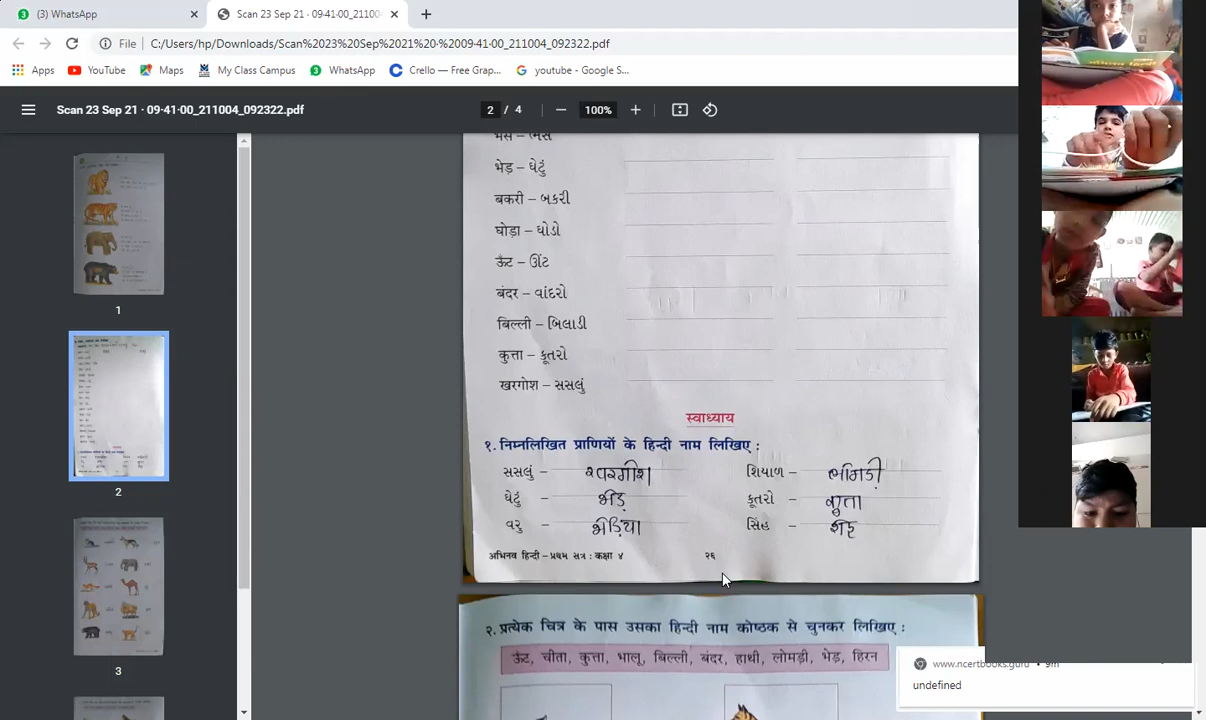 (3) WhatsApp × Scan 23 Sep 21 · 09·41·00_211004 × +
File C:/Users/hp/Downloads/Scan%2023%20Sep%2021%20·%2009·41·00_211004_092322.pdf
Apps YouTube Maps My Class Campus WhatsApp Crello — Free Grap... youtube - Google S...
Scan 23 Sep 21 · 09·41·00_211004_092322.pdf 2 / 4 100%
भेड़ – ઘેટું
बकरी – બકરી
घोड़ा – ઘોડો
ऊँट – ઊંટ
बंदर – વાંદરો
बिल्ली – બિલાડી
कुत्ता – કૂતરો
खरगोश – સસલું
स्वाध्याय
१. निम्नलिखित प्राणियों के हिन्दी नाम लिखिए :
સસલું – શિયાળ –
ઘેટું – भेड़ કૂતરો –
વરુ – भेड़िया સિંહ –
अभिनव हिन्दी – प्रथम सत्र : कक्षा ४ २६
२. प्रत्येक चित्र के पास उसका हिन्दी नाम कोष्ठक से चुनकर लिखिए :
ऊँट, चीता, कुत्ता, भालू, बिल्ली, बंदर, हाथी, लोमड़ी, भेड़, हिरन
1
2
3
www.ncertbooks.guru • 9m
undefined